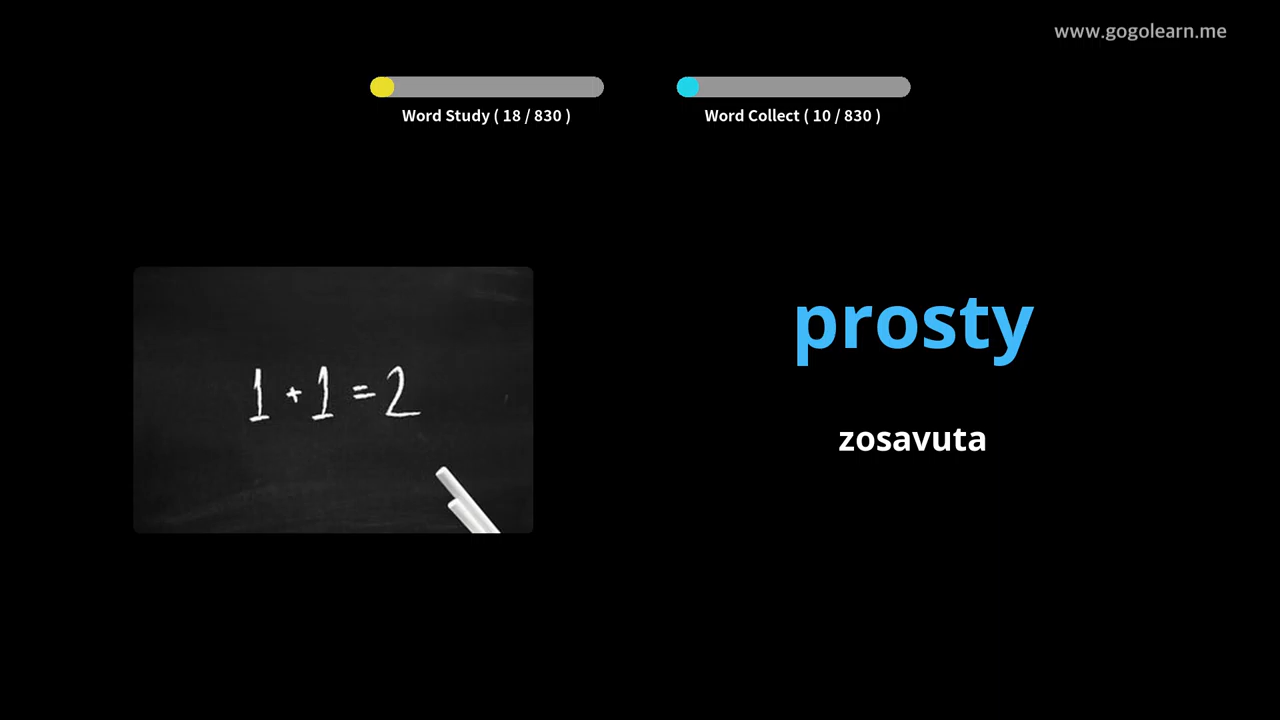 www.gogolearn.me
Word Study ( 18 / 830 )
Word Collect ( 10 / 830 )
1 + 1 = 2
prosty
zosavuta